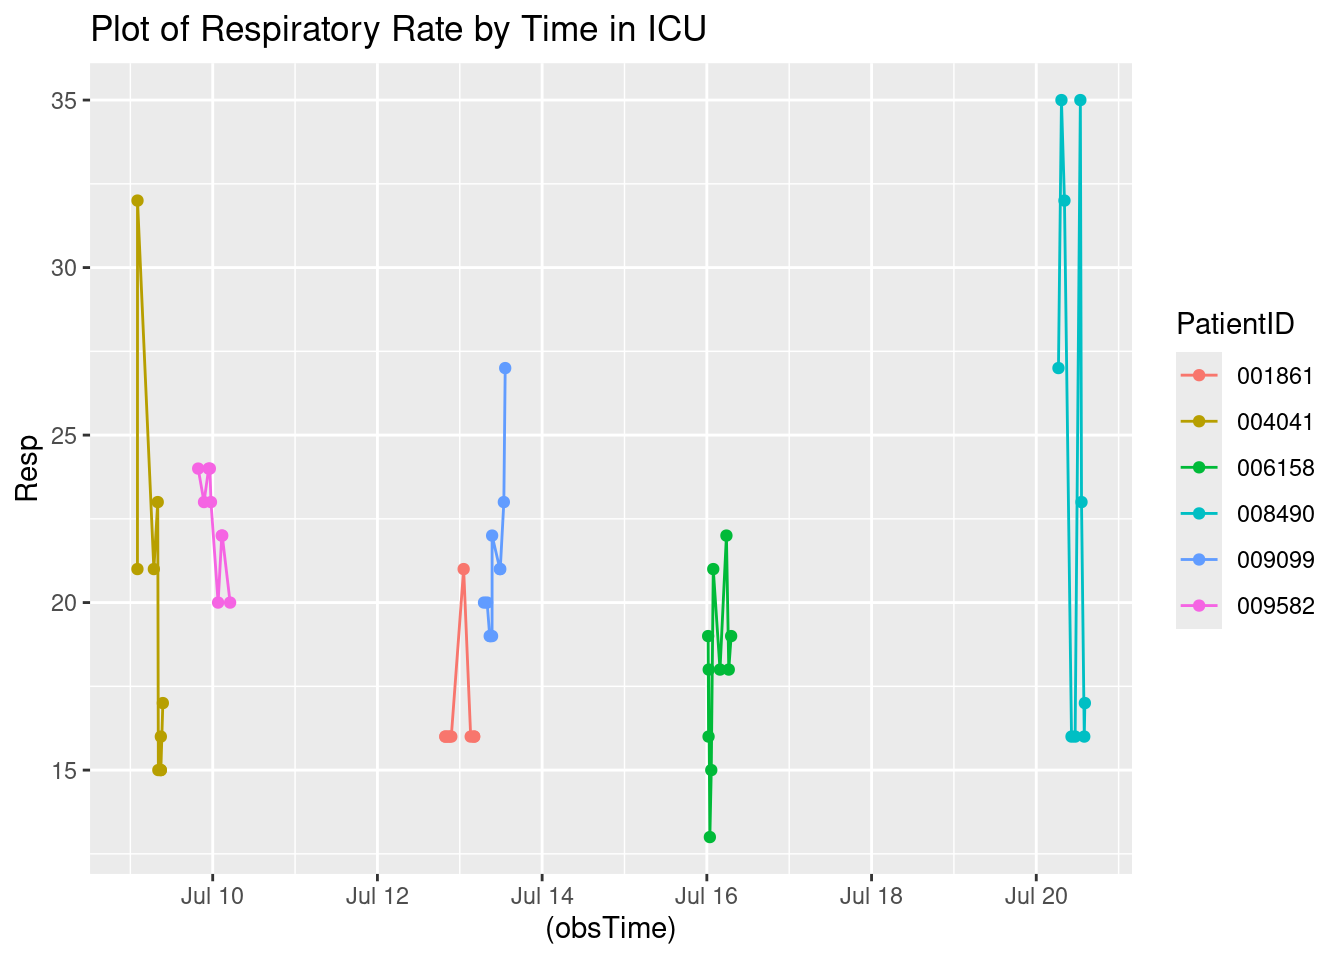 Plot of Respiratory Rate by Time in ICU
35
30
25
20
15
Resp
Jul 10 Jul 12 Jul 14 Jul 16 Jul 18 Jul 20
(obsTime)
PatientID
001861
004041
006158
008490
009099
009582